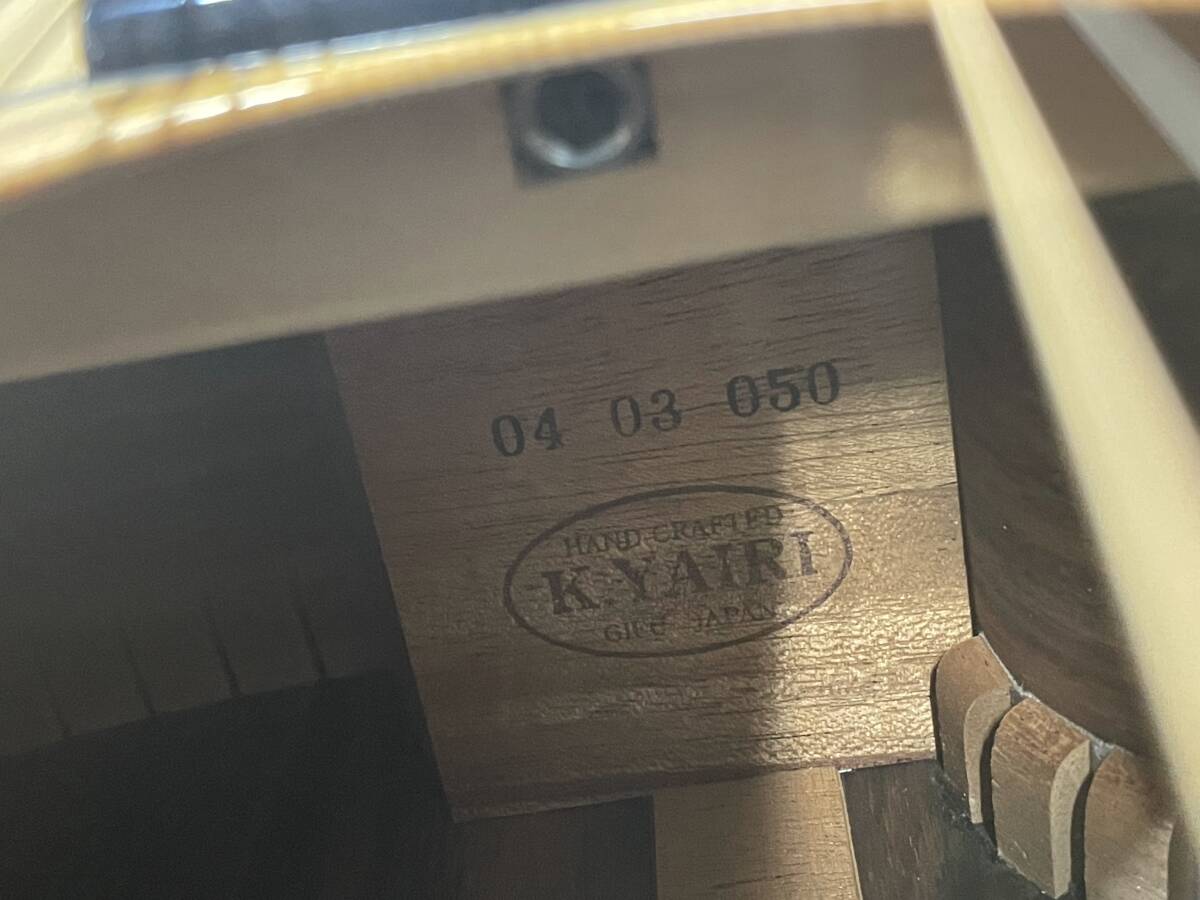 04 03 050
HAND CRAFTED
K.YAIRI
GIFU JAPAN